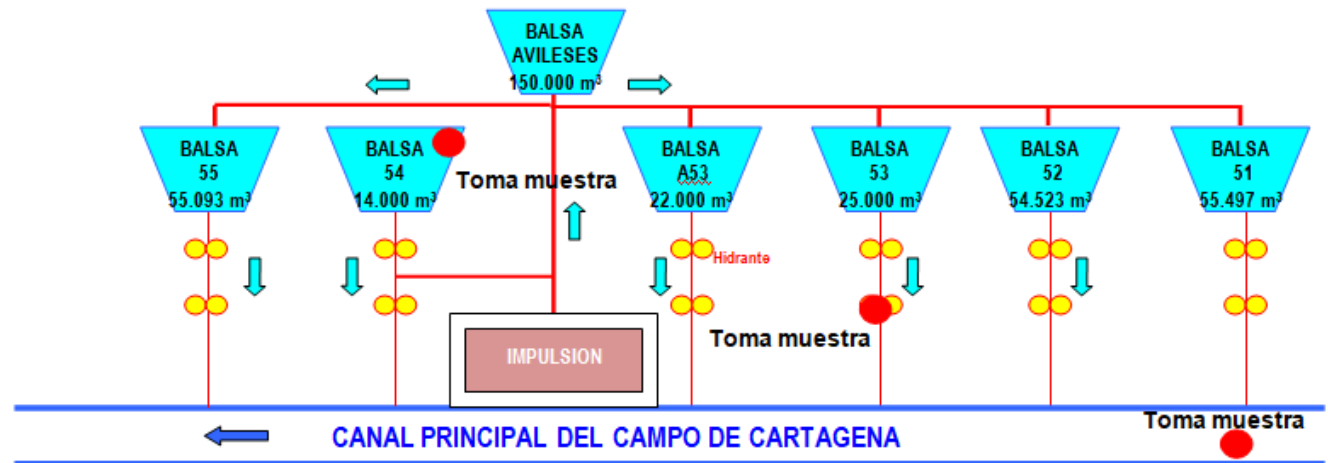 BALSA
AVILESES
150.000 m³
BALSA
55
55.093 m³
BALSA
54
14.000 m³
Toma muestra
BALSA
A53
22.000 m³
BALSA
53
25.000 m³
BALSA
52
54.523 m³
BALSA
51
55.497 m³
Hidrante
Toma muestra
IMPULSION
Toma muestra
CANAL PRINCIPAL DEL CAMPO DE CARTAGENA